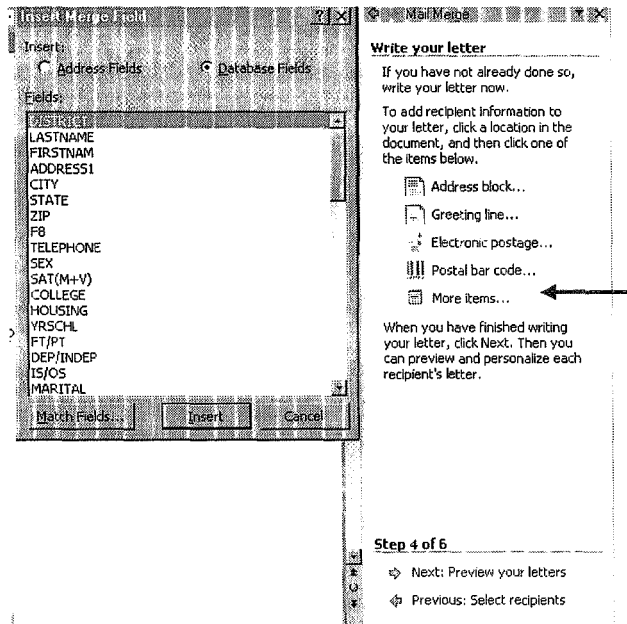 Insert Merge Field
Insert:
Address Fields
Database Fields
Fields:
DISTRICT
LASTNAME
FIRSTNAM
ADDRESS1
CITY
STATE
ZIP
F8
TELEPHONE
SEX
SAT(M+V)
COLLEGE
HOUSING
YRSCHL
FT/PT
DEP/INDEP
IS/OS
MARITAL
Match Fields...
Insert
Cancel
Mail Merge
Write your letter
If you have not already done so,
write your letter now.
To add recipient information to
your letter, click a location in the
document, and then click one of
the items below.
Address block...
Greeting line...
Electronic postage...
Postal bar code...
More items...
When you have finished writing
your letter, click Next. Then you
can preview and personalize each
recipient's letter.
Step 4 of 6
Next: Preview your letters
Previous: Select recipients